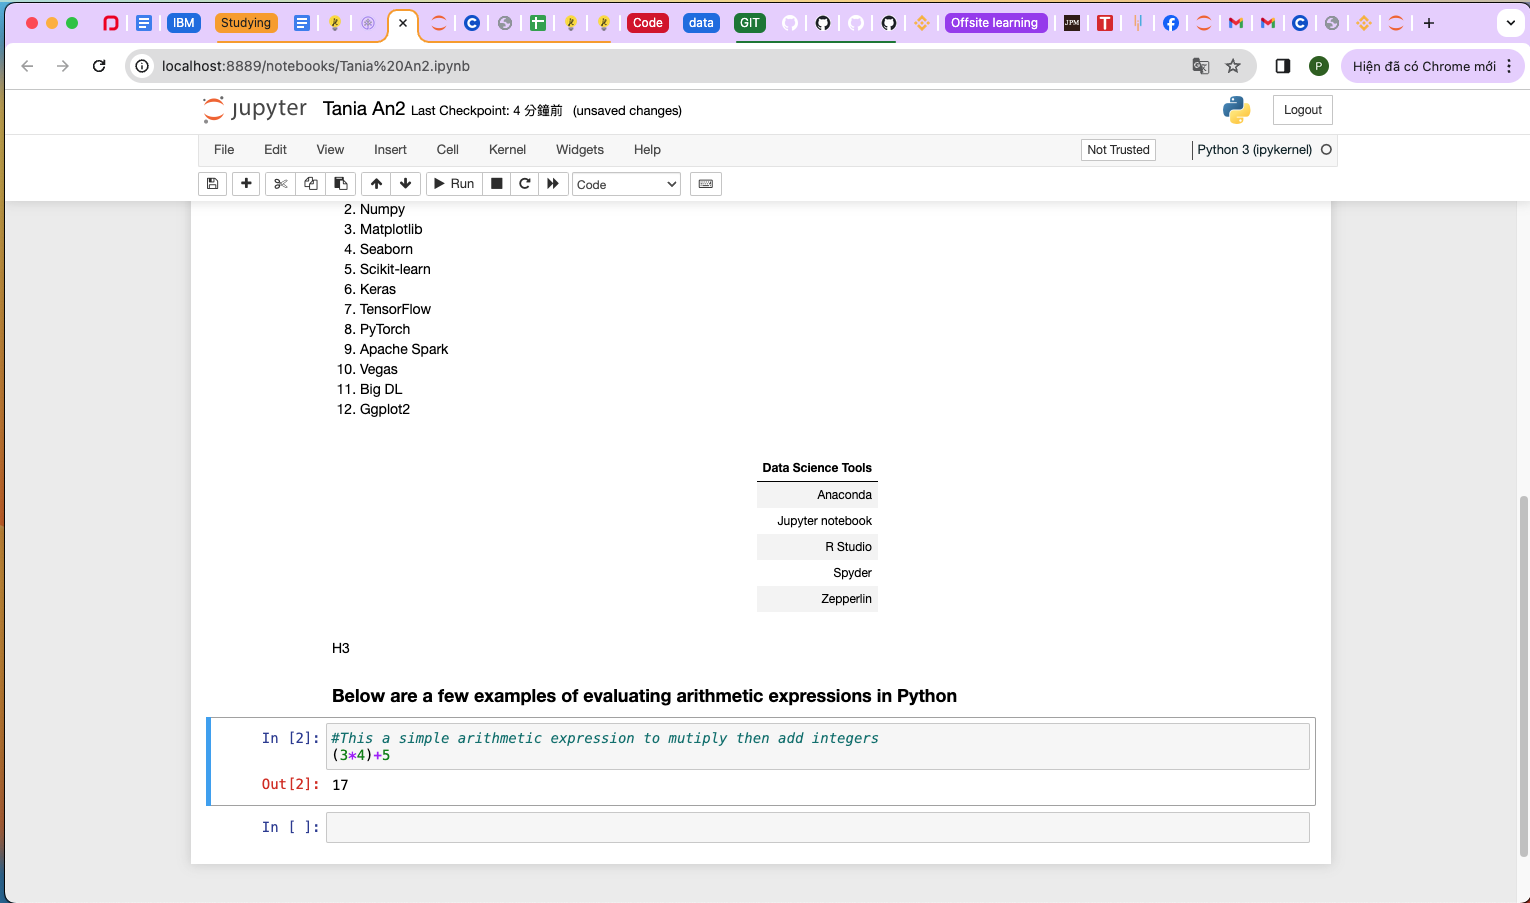 IBM
Studying
Code
data
GIT
Offsite learning
JPM
localhost:8889/notebooks/Tania%20An2.ipynb
P
Hiện đã có Chrome mới
jupyter
Tania An2 Last Checkpoint: 4 分鐘前 (unsaved changes)
Logout
File Edit View Insert Cell Kernel Widgets Help
Not Trusted
Python 3 (ipykernel)
Run
Code
2. Numpy
3. Matplotlib
4. Seaborn
5. Scikit-learn
6. Keras
7. TensorFlow
8. PyTorch
9. Apache Spark
10. Vegas
11. Big DL
12. Ggplot2
Data Science Tools
Anaconda
Jupyter notebook
R Studio
Spyder
Zepperlin
H3
Below are a few examples of evaluating arithmetic expressions in Python
In [2]: #This a simple arithmetic expression to mutiply then add integers
(3*4)+5
Out[2]: 17
In [ ]: